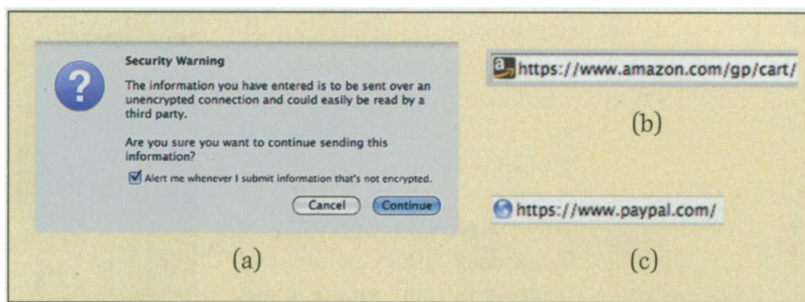 Security Warning
The information you have entered is to be sent over an
unencrypted connection and could easily be read by a
third party.
Are you sure you want to continue sending this
information?
Alert me whenever I submit information that's not encrypted.
Cancel Continue
(a)
https://www.amazon.com/gp/cart/
(b)
https://www.paypal.com/
(c)